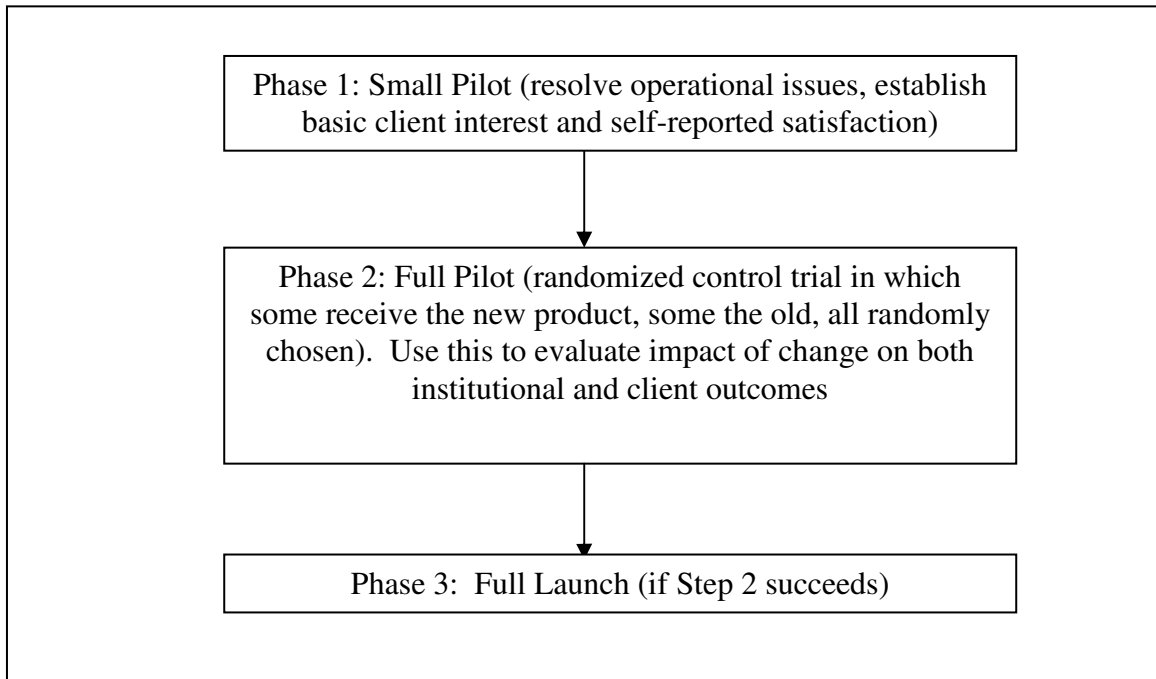 Phase 1: Small Pilot (resolve operational issues, establish
basic client interest and self-reported satisfaction)
Phase 2: Full Pilot (randomized control trial in which
some receive the new product, some the old, all randomly
chosen).  Use this to evaluate impact of change on both
institutional and client outcomes
Phase 3:  Full Launch (if Step 2 succeeds)